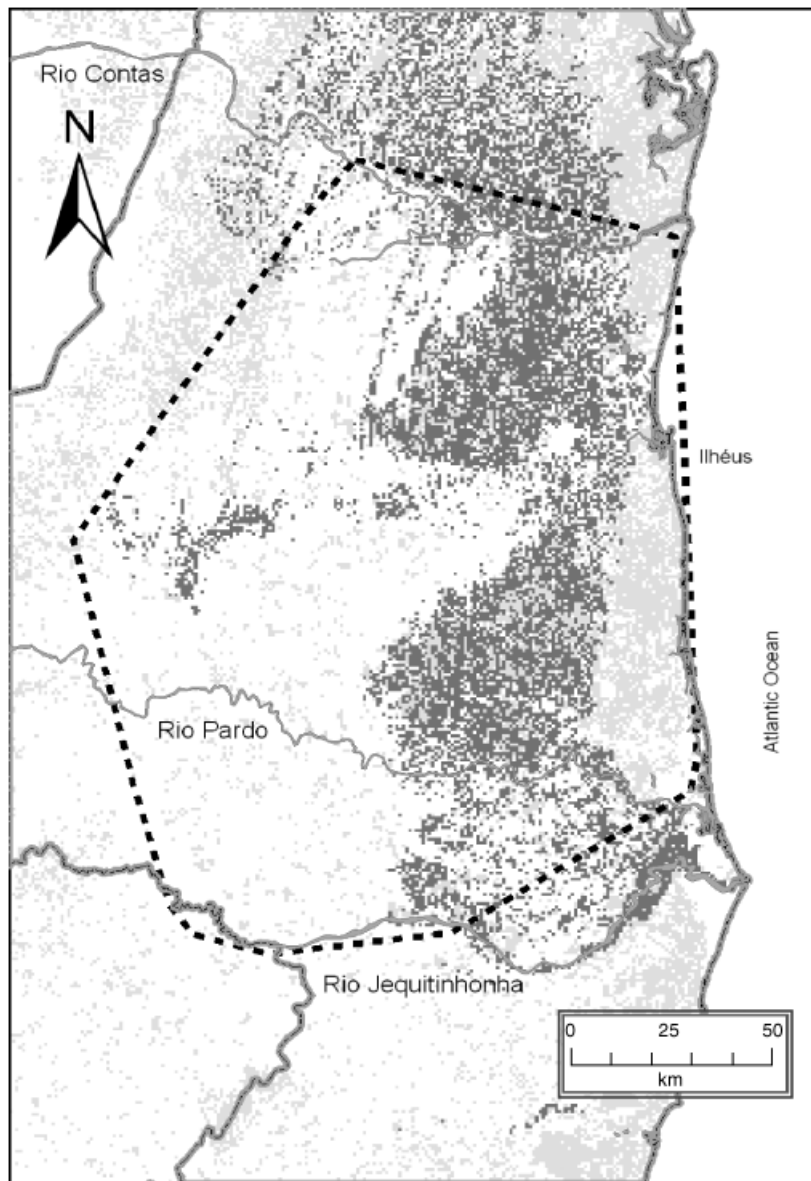 Rio Contas
N
Ilhéus
Atlantic Ocean
Rio Pardo
Rio Jequitinhonha
0 25 50
km